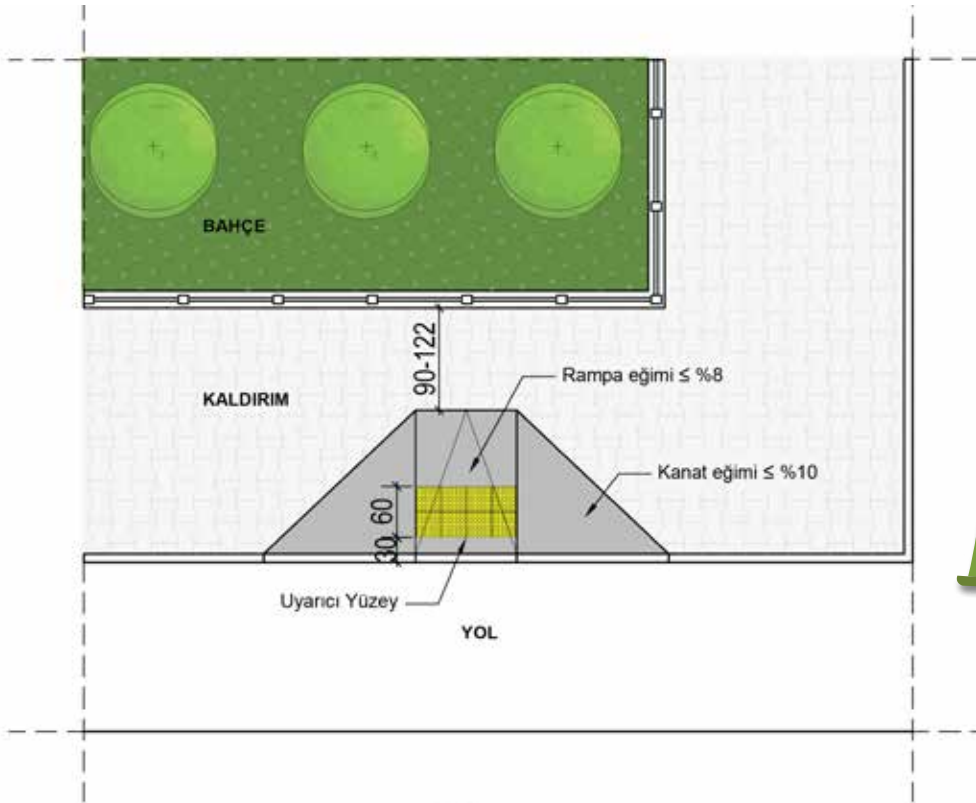 BAHÇE
90-122
Rampa eğimi ≤ %8
KALDIRIM
Kanat eğimi ≤ %10
60
30
Uyarıcı Yüzey
YOL